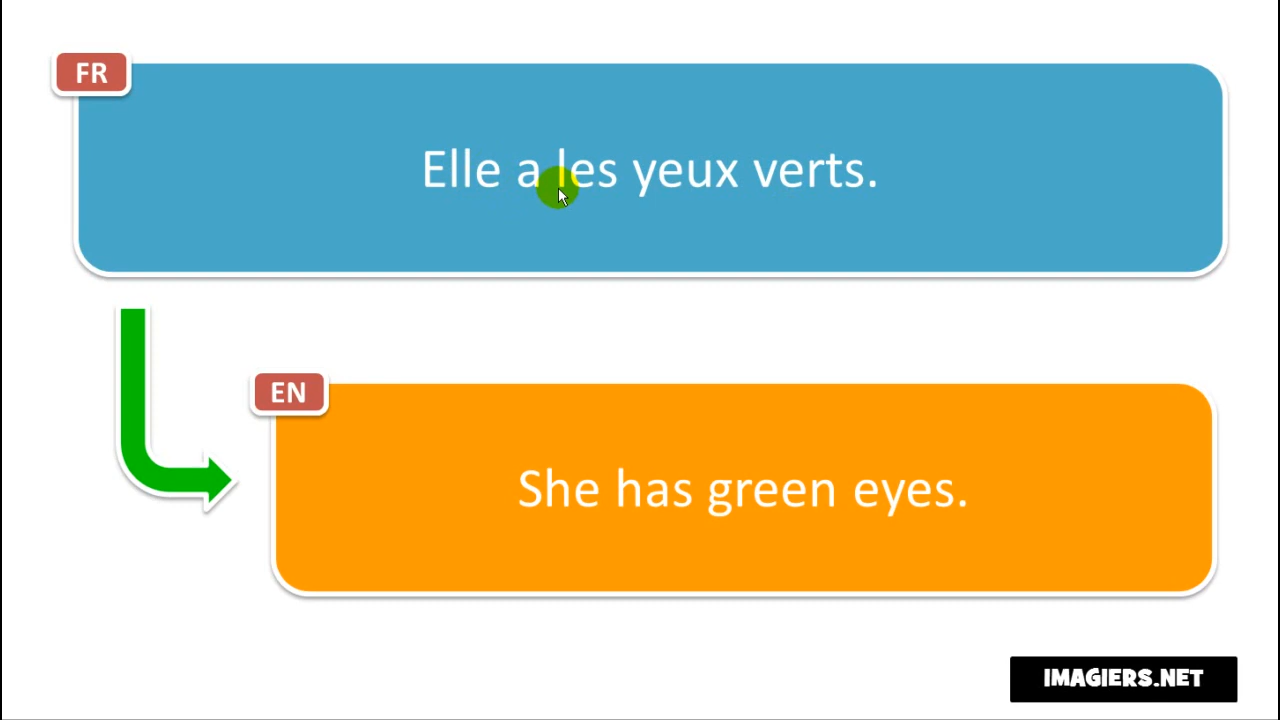 FR
Elle a les yeux verts.
EN
She has green eyes.
IMAGIERS.NET